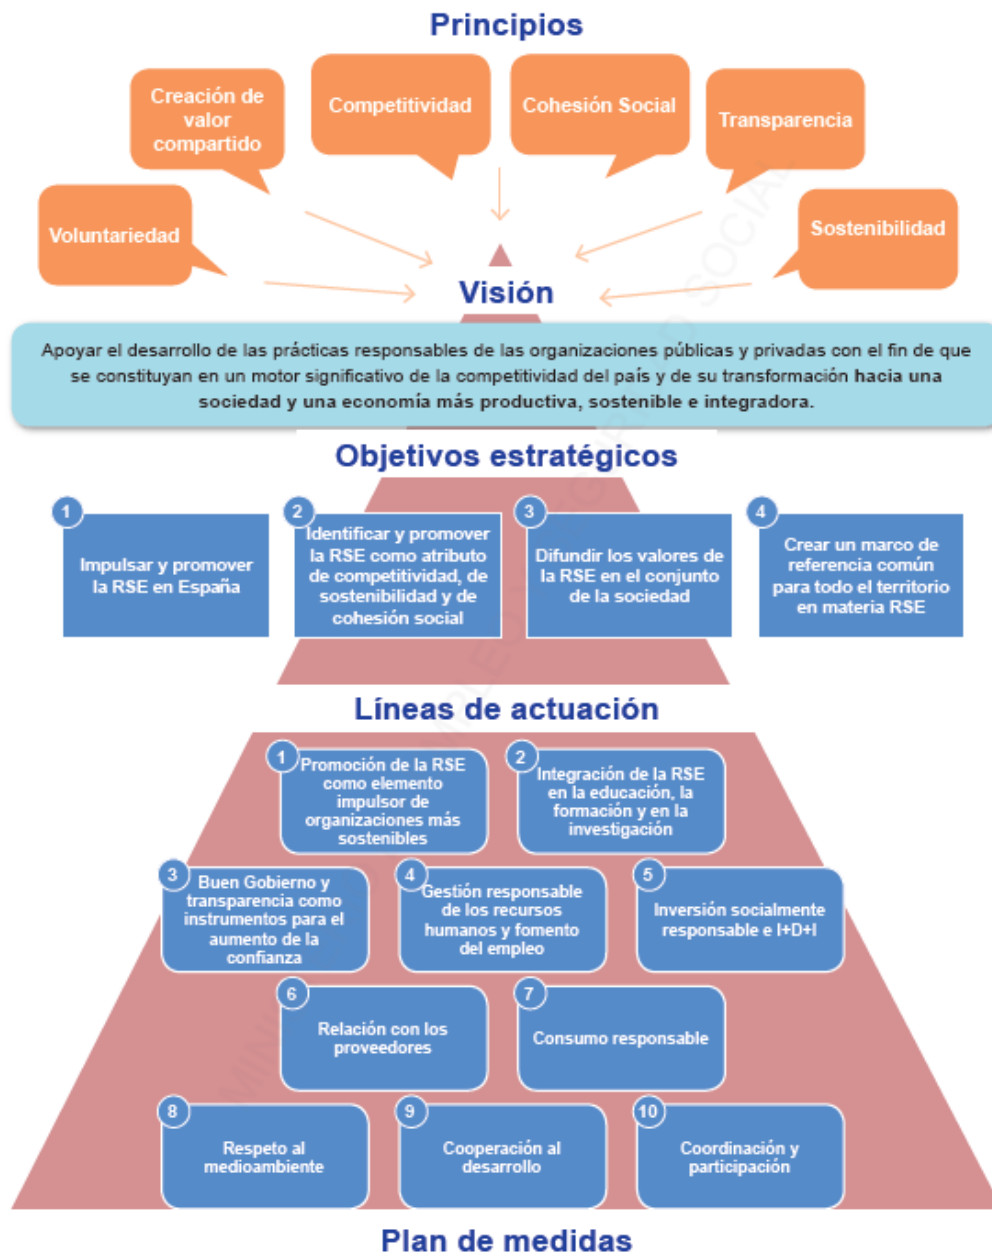 Principios
Creación de
valor
compartido
Competitividad
Cohesión Social
Transparencia
Voluntariedad
Sostenibilidad
Visión
Apoyar el desarrollo de las prácticas responsables de las organizaciones públicas y privadas con el fin de que
se constituyan en un motor significativo de la competitividad del país y de su transformación hacia una
sociedad y una economía más productiva, sostenible e integradora.
Objetivos estratégicos
1
Impulsar y promover
la RSE en España
2
Identificar y promover
la RSE como atributo
de competitividad, de
sostenibilidad y de
cohesión social
3
Difundir los valores de
la RSE en el conjunto
de la sociedad
4
Crear un marco de
referencia común
para todo el territorio
en materia RSE
Líneas de actuación
1
Promoción de la RSE
como elemento
impulsor de
organizaciones más
sostenibles
2
Integración de la RSE
en la educación, la
formación y en la
investigación
3
Buen Gobierno y
transparencia como
instrumentos para el
aumento de la
confianza
4
Gestión responsable
de los recursos
humanos y fomento
del empleo
5
Inversión socialmente
responsable e I+D+I
6
Relación con los
proveedores
7
Consumo responsable
8
Respeto al
medioambiente
9
Cooperación al
desarrollo
10
Coordinación y
participación
Plan de medidas